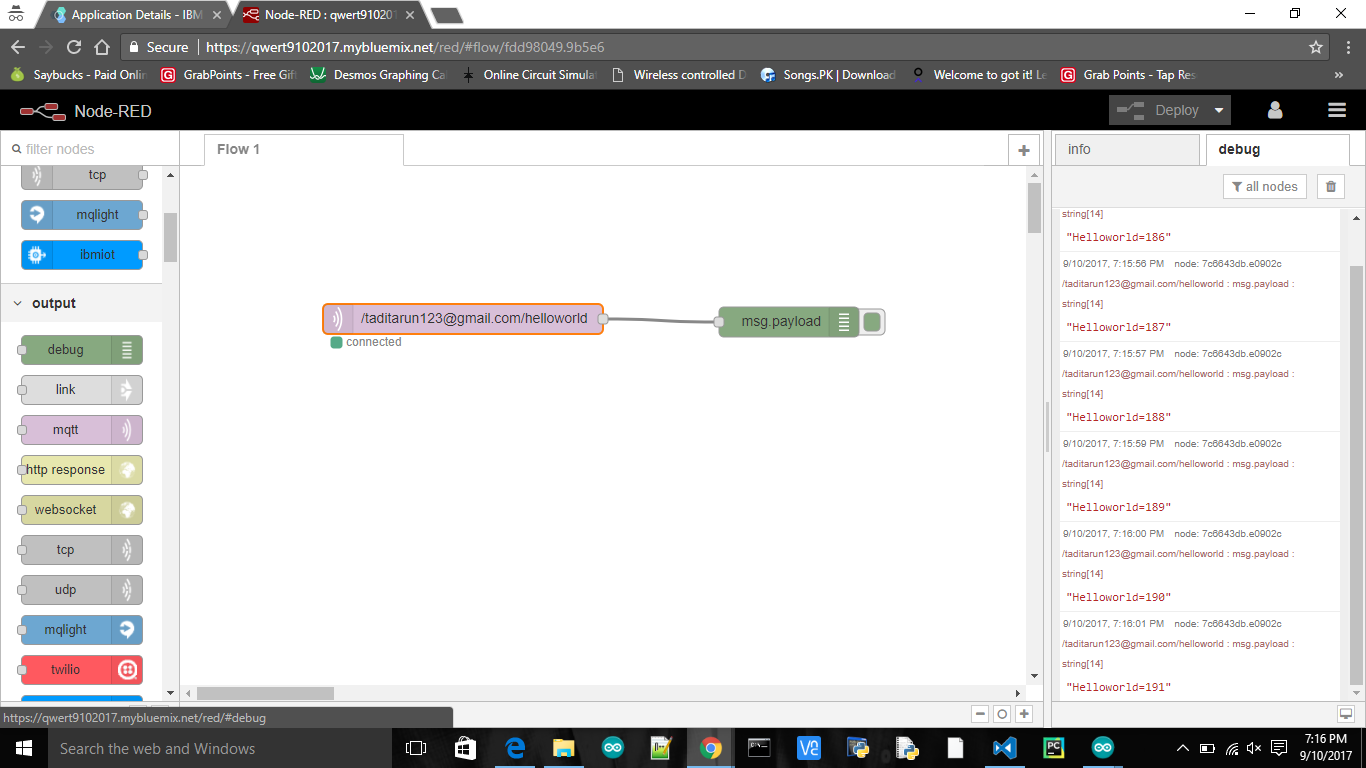 Application Details - IBM
Node-RED : qwert910201
Secure
https://qwert9102017.mybluemix.net/red/#flow/fdd98049.9b5e6
Saybucks - Paid Onlin
GrabPoints - Free Gif
Desmos Graphing Ca
Online Circuit Simulat
Wireless controlled D
Songs.PK | Download
Welcome to got it! Le
Grab Points - Tap Res
»
Node-RED
Deploy
filter nodes
Flow 1
info
debug
all nodes
tcp
mqlight
ibmiot
output
debug
link
mqtt
http response
websocket
tcp
udp
mqlight
twilio
/taditarun123@gmail.com/helloworld
connected
msg.payload
string[14]
"Helloworld=186"
9/10/2017, 7:15:56 PM node: 7c6643db.e0902c
/taditarun123@gmail.com/helloworld : msg.payload :
string[14]
"Helloworld=187"
9/10/2017, 7:15:57 PM node: 7c6643db.e0902c
/taditarun123@gmail.com/helloworld : msg.payload :
string[14]
"Helloworld=188"
9/10/2017, 7:15:59 PM node: 7c6643db.e0902c
/taditarun123@gmail.com/helloworld : msg.payload :
string[14]
"Helloworld=189"
9/10/2017, 7:16:00 PM node: 7c6643db.e0902c
/taditarun123@gmail.com/helloworld : msg.payload :
string[14]
"Helloworld=190"
9/10/2017, 7:16:01 PM node: 7c6643db.e0902c
/taditarun123@gmail.com/helloworld : msg.payload :
string[14]
"Helloworld=191"
https://qwert9102017.mybluemix.net/red/#debug
Search the web and Windows
7:16 PM
9/10/2017